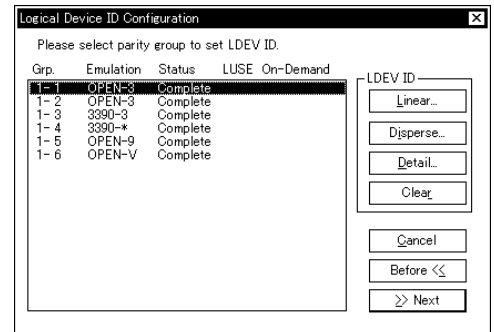 Logical Device ID Configuration
Please select parity group to set LDEV ID.
Grp. Emulation Status LUSE On-Demand
1- 1 OPEN-3 Complete
1- 2 OPEN-3 Complete
1- 3 3390-3 Complete
1- 4 3390-* Complete
1- 5 OPEN-9 Complete
1- 6 OPEN-V Complete
LDEV ID
Linear...
Disperse...
Detail...
Clear
Cancel
Before <<
>> Next